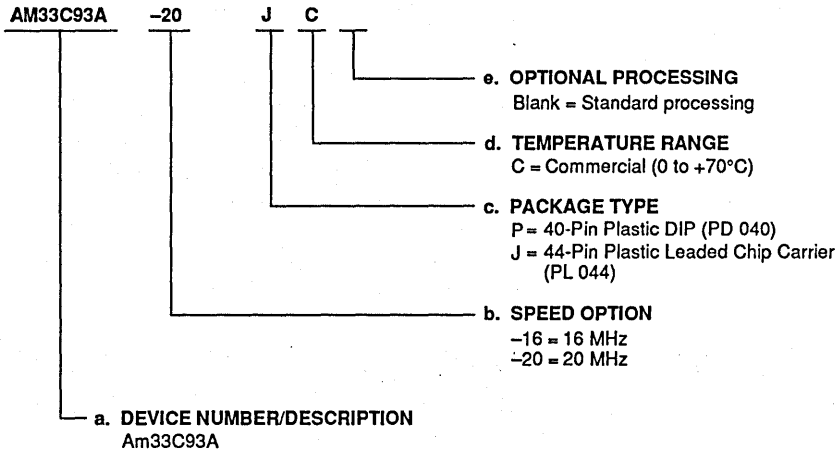 AM33C93A –20 J C
e. OPTIONAL PROCESSING
Blank = Standard processing
d. TEMPERATURE RANGE
C = Commercial (0 to +70°C)
c. PACKAGE TYPE
P = 40-Pin Plastic DIP (PD 040)
J = 44-Pin Plastic Leaded Chip Carrier
(PL 044)
b. SPEED OPTION
–16 = 16 MHz
–20 = 20 MHz
a. DEVICE NUMBER/DESCRIPTION
Am33C93A